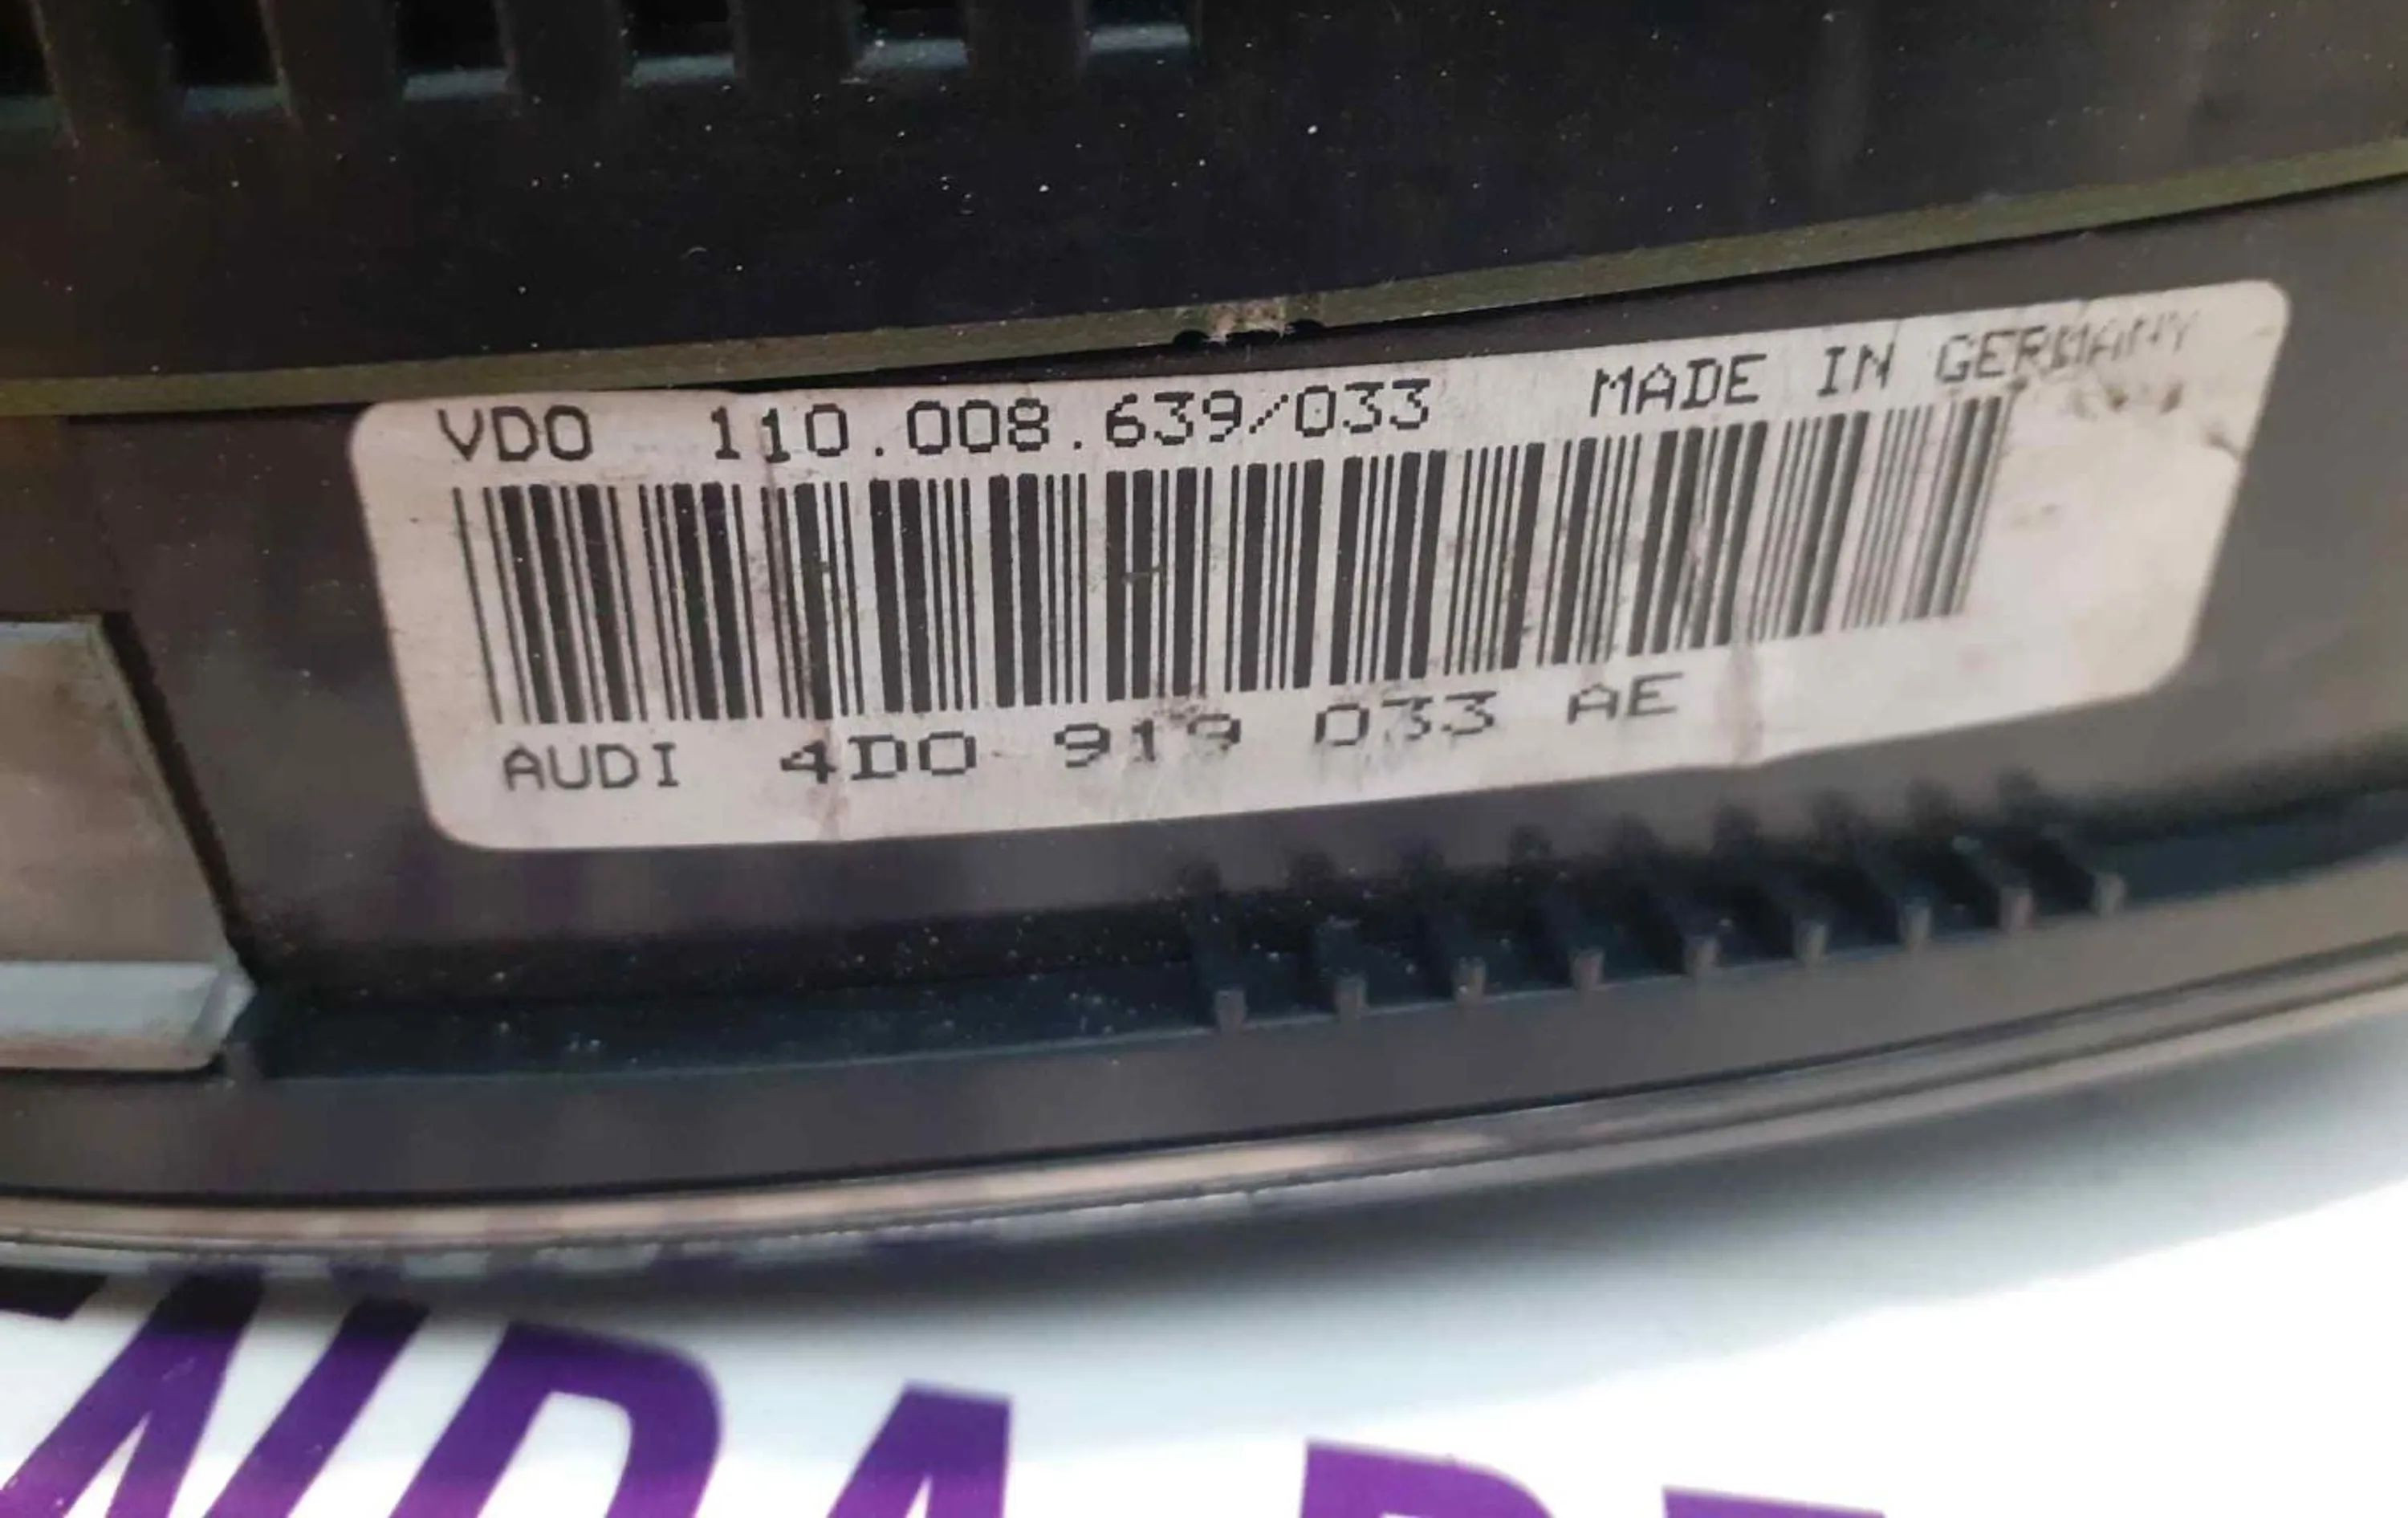 VDO 110.008.639/033 MADE IN GERMANY
AUDI 4D0 919 033 AE